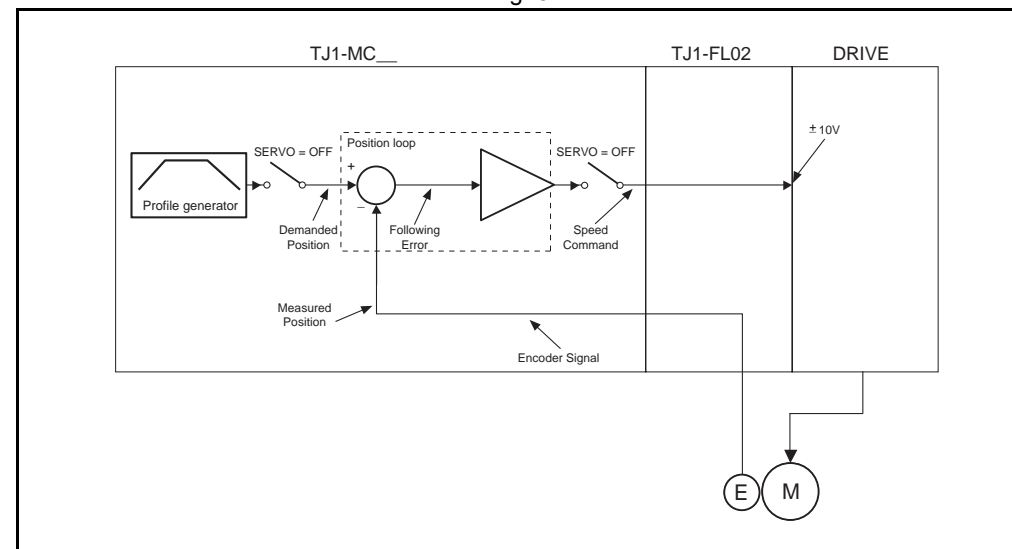 TJ1-MC__
TJ1-FL02
DRIVE
± 10V
Position loop
SERVO = OFF
SERVO = OFF
+
_
Profile generator
Demanded
Position
Following
Error
Speed
Command
Measured
Position
Encoder Signal
E
M